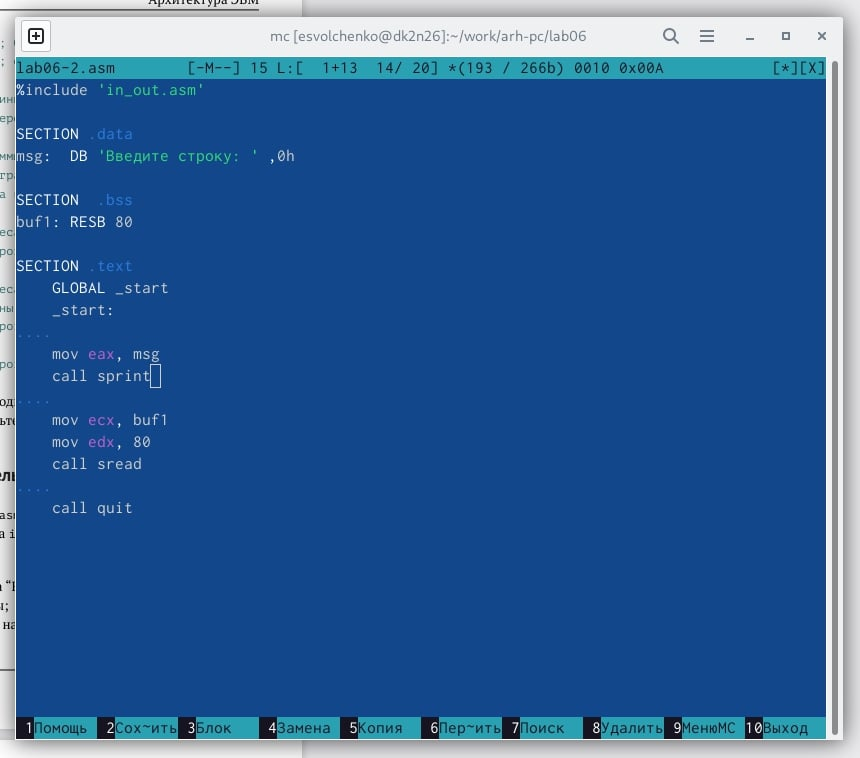 Архитектура ЭВМ
mc [esvolchenko@dk2n26]:~/work/arh-pc/lab06
lab06-2.asm [-M--] 15 L:[ 1+13 14/ 20] *(193 / 266b) 0010 0x00A [*][X]
%include 'in_out.asm'
SECTION .data
msg: DB 'Введите строку: ' ,0h
SECTION .bss
buf1: RESB 80
SECTION .text
GLOBAL _start
_start:
....
mov eax, msg
call sprint
....
mov ecx, buf1
mov edx, 80
call sread
....
call quit
1Помощь 2Сох~ить 3Блок 4Замена 5Копия 6Пер~ить 7Поиск 8Удалить 9МенюMC 10Выход